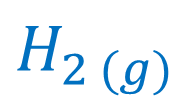 H₂ (g)